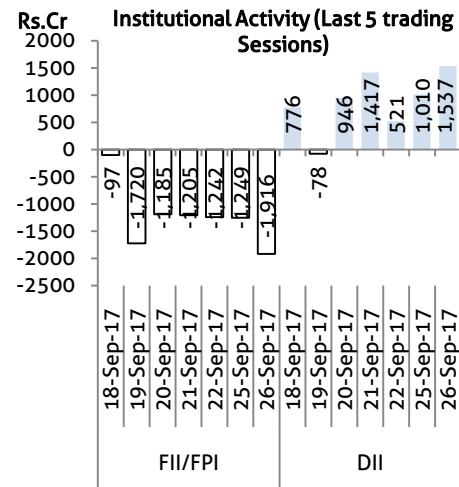 Rs.Cr
Institutional Activity (Last 5 trading
Sessions)
2000
1500
1000
500
0
-500
-1000
-1500
-2000
-2500
-97
-1,720
-1,185
-1,205
-1,242
-1,249
-1,916
776
-78
946
1,417
521
1,010
1,537
18-Sep-17
19-Sep-17
20-Sep-17
21-Sep-17
22-Sep-17
25-Sep-17
26-Sep-17
18-Sep-17
19-Sep-17
20-Sep-17
21-Sep-17
22-Sep-17
25-Sep-17
26-Sep-17
FII/FPI
DII